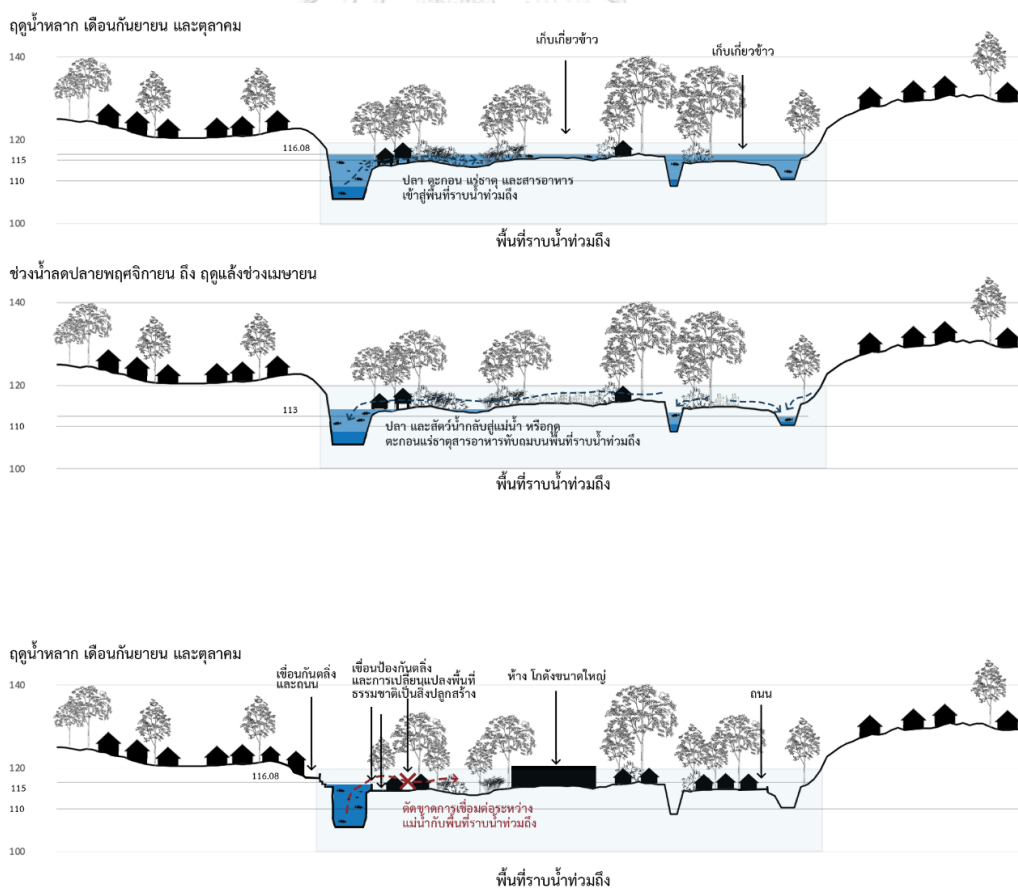 ฤดูน้ำหลาก เดือนกันยายน และตุลาคม
เก็บเกี่ยวข้าว
เก็บเกี่ยวข้าว
140
120
116.08
115
110
100
ปลา ตะกอน แร่ธาตุ และสารอาหาร
เข้าสู่พื้นที่ราบน้ำท่วมถึง
พื้นที่ราบน้ำท่วมถึง
ช่วงน้ำลดปลายพฤศจิกายน ถึง ฤดูแล้งช่วงเมษายน
140
120
113
110
100
ปลา และสัตว์น้ำกลับสู่แม่น้ำ หรือกุด
ตะกอนแร่ธาตุสารอาหารทับถมบนพื้นที่ราบน้ำท่วมถึง
พื้นที่ราบน้ำท่วมถึง
ฤดูน้ำหลาก เดือนกันยายน และตุลาคม
เขื่อนกันตลิ่ง
และถนน
เขื่อนป้องกันตลิ่ง
และการเปลี่ยนแปลงพื้นที่
ธรรมชาติเป็นสิ่งปลูกสร้าง
ห้าง โกดังขนาดใหญ่
ถนน
140
120
116.08
115
110
100
ตัดขาดการเชื่อมต่อระหว่าง
แม่น้ำกับพื้นที่ราบน้ำท่วมถึง
พื้นที่ราบน้ำท่วมถึง